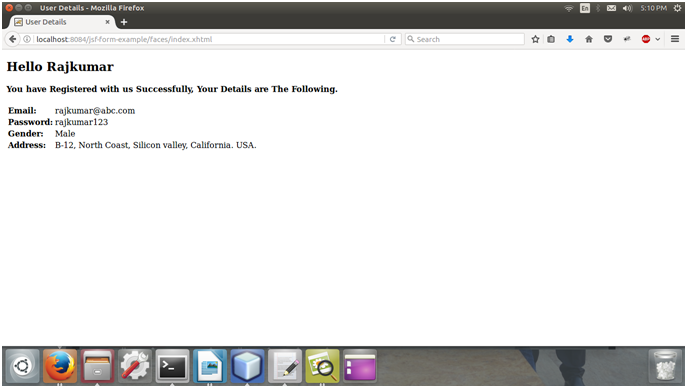 User Details - Mozilla Firefox
En
5:10 PM
User Details
localhost:8084/jsf-form-example/faces/index.xhtml
Search
ABP
Hello Rajkumar
You have Registered with us Successfully, Your Details are The Following.
Email: rajkumar@abc.com
Password: rajkumar123
Gender: Male
Address: B-12, North Coast, Silicon valley, California. USA.